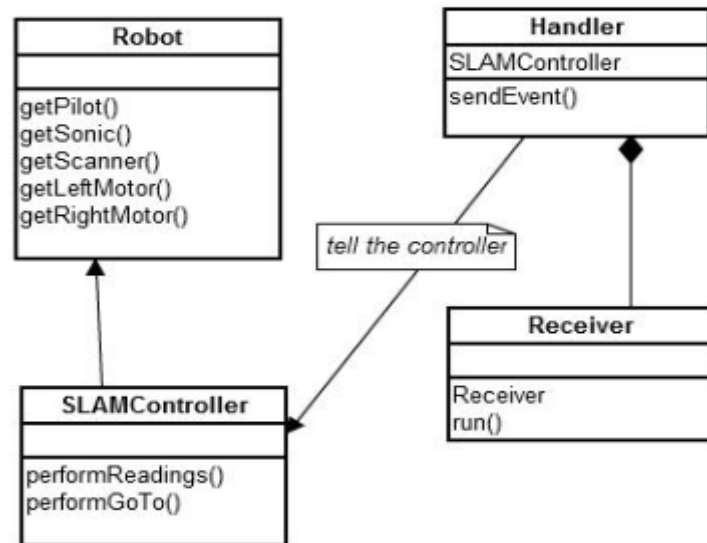 Robot
getPilot()
getSonic()
getScanner()
getLeftMotor()
getRightMotor()
Handler
SLAMController
sendEvent()
tell the controller
Receiver
Receiver
run()
SLAMController
performReadings()
performGoTo()